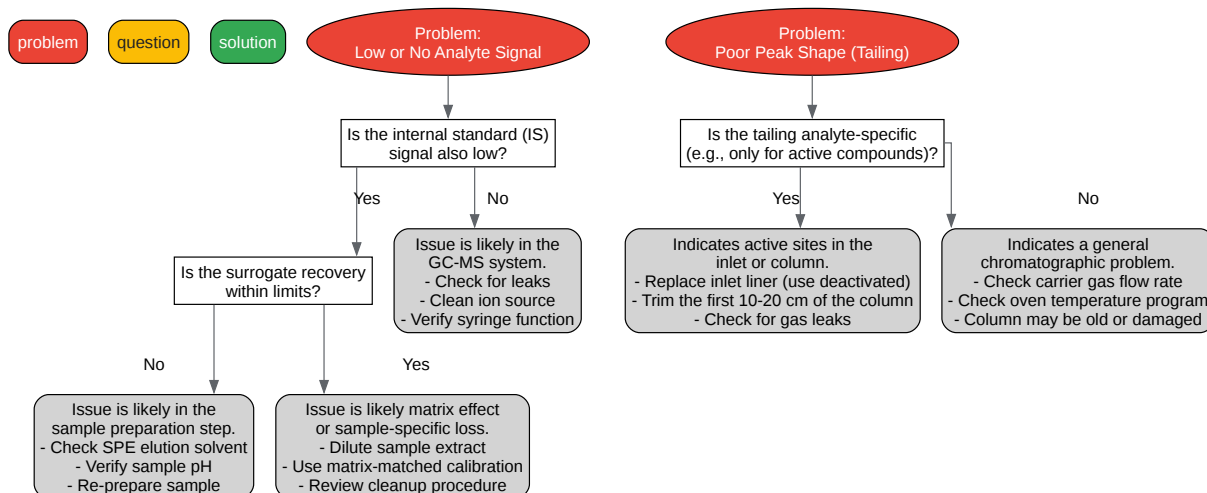 problem
question
solution
Problem:
Low or No Analyte Signal
Problem:
Poor Peak Shape (Tailing)
Is the internal standard (IS)
signal also low?
Is the tailing analyte-specific
(e.g., only for active compounds)?
Yes
No
Yes
No
Is the surrogate recovery
within limits?
Issue is likely in the
GC-MS system.
- Check for leaks
- Clean ion source
- Verify syringe function
Indicates active sites in the
inlet or column.
- Replace inlet liner (use deactivated)
- Trim the first 10-20 cm of the column
- Check for gas leaks
Indicates a general
chromatographic problem.
- Check carrier gas flow rate
- Check oven temperature program
- Column may be old or damaged
No
Yes
Issue is likely in the
sample preparation step.
- Check SPE elution solvent
- Verify sample pH
- Re-prepare sample
Issue is likely matrix effect
or sample-specific loss.
- Dilute sample extract
- Use matrix-matched calibration
- Review cleanup procedure